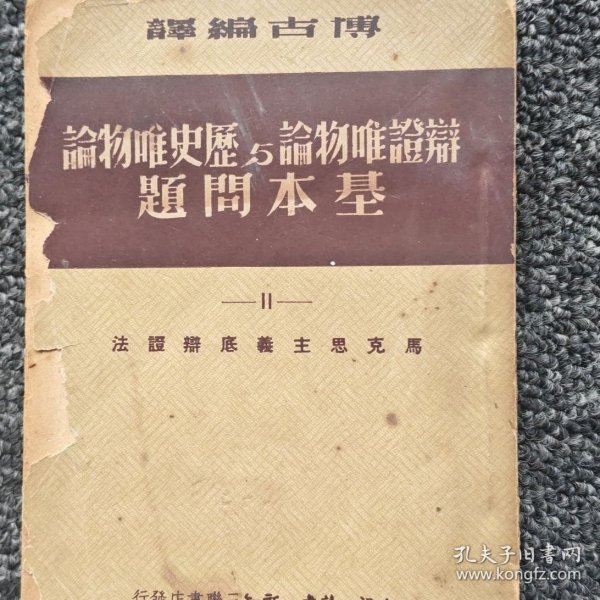 博古編譯
辯證唯物論与歷史唯物論
基本問題
—II—
馬克思主義底辯證法
三聯書店發行
孔夫子旧书网
www.kongfz.com